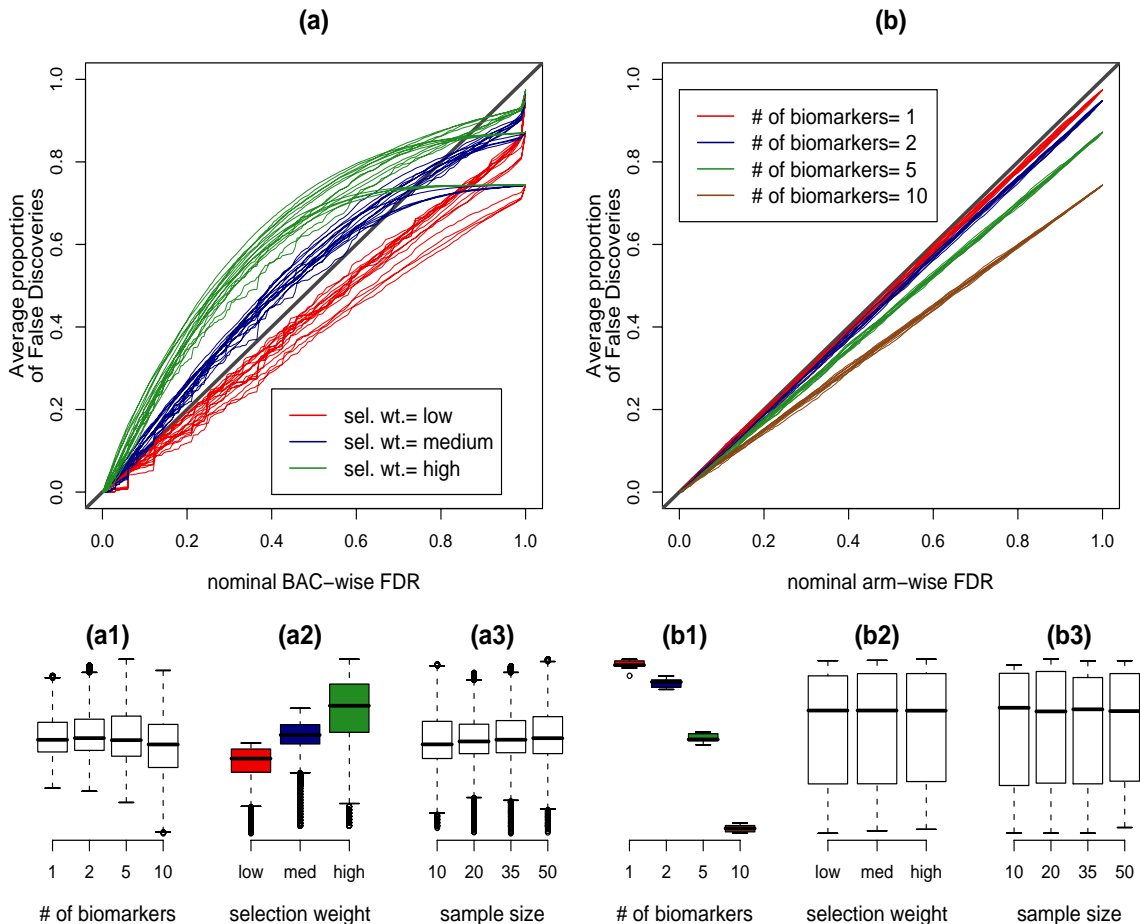 (a)
Average proportion
of False Discoveries
1.0
0.8
0.6
0.4
0.2
0.0
sel. wt.= low
sel. wt.= medium
sel. wt.= high
0.0 0.2 0.4 0.6 0.8 1.0
nominal BAC−wise FDR
(b)
Average proportion
of False Discoveries
1.0
0.8
0.6
0.4
0.2
0.0
# of biomarkers= 1
# of biomarkers= 2
# of biomarkers= 5
# of biomarkers= 10
0.0 0.2 0.4 0.6 0.8 1.0
nominal arm−wise FDR
(a1)
1 2 5 10
# of biomarkers
(a2)
low med high
selection weight
(a3)
10 20 35 50
sample size
(b1)
1 2 5 10
# of biomarkers
(b2)
low med high
selection weight
(b3)
10 20 35 50
sample size